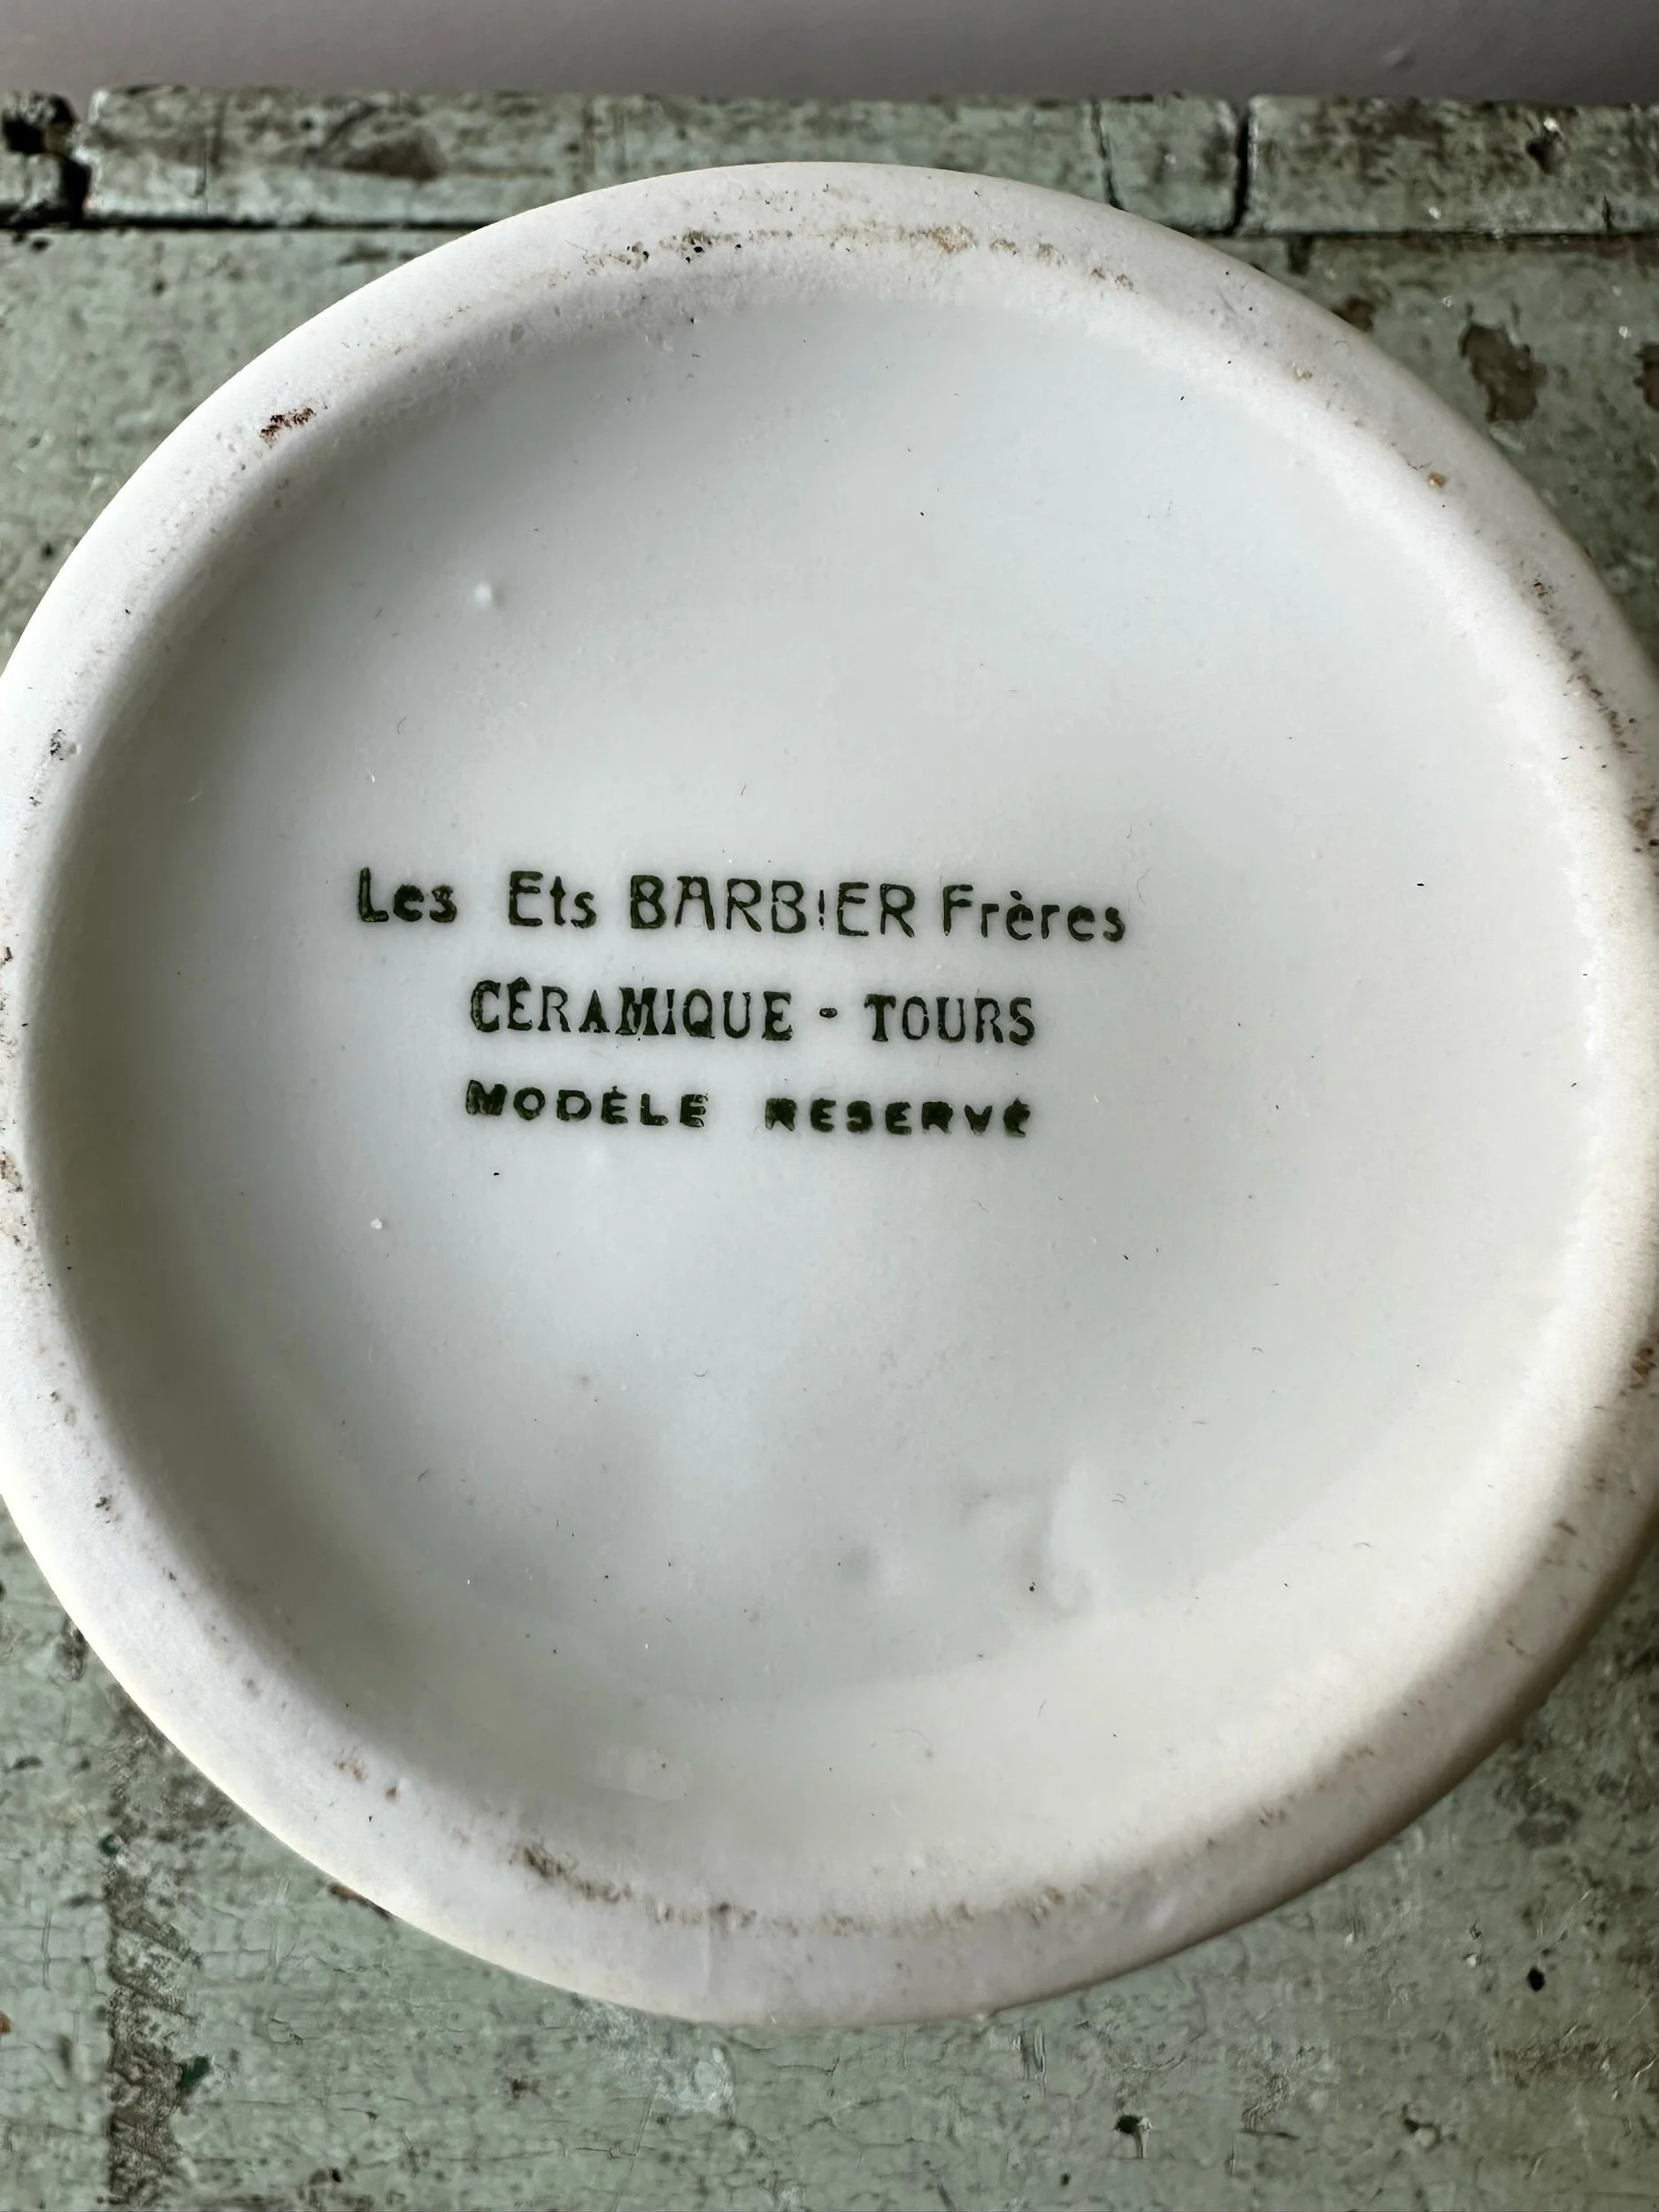 Les Ets BARBIER Frères
CÉRAMIQUE - TOURS
MODÈLE RESERVÉ